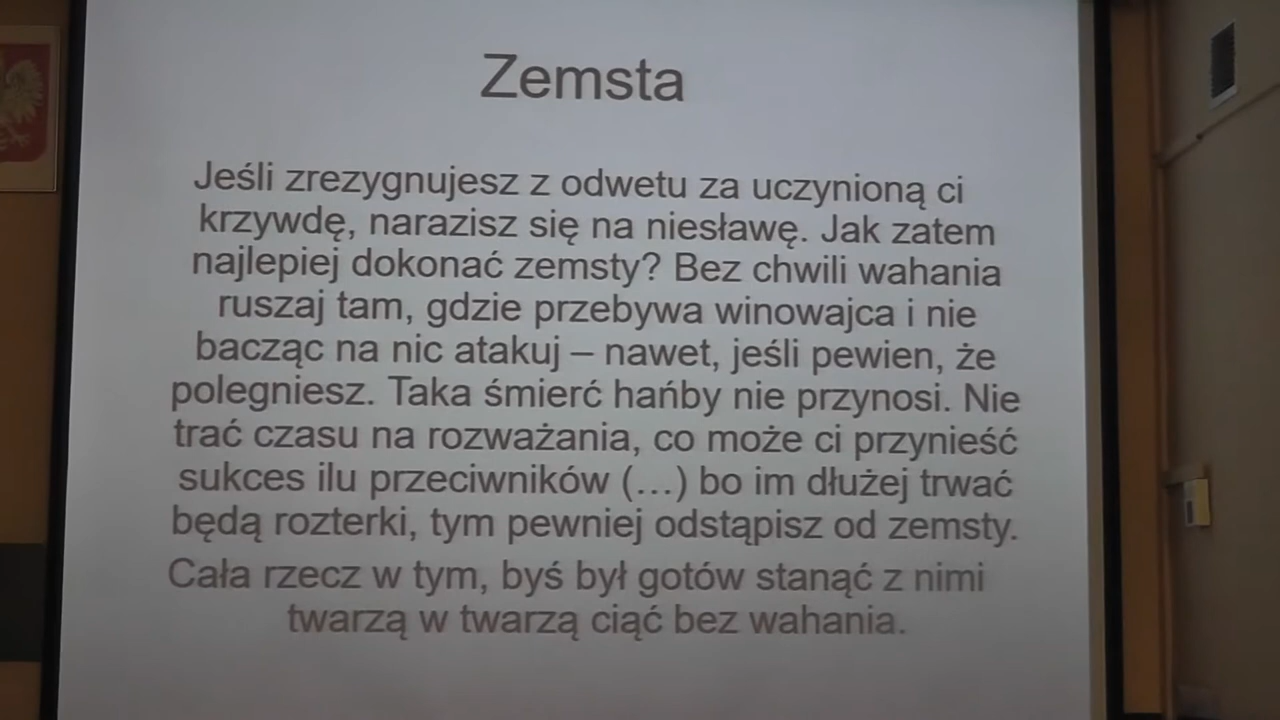 Zemsta
Jeśli zrezygnujesz z odwetu za uczynioną ci
krzywdę, narazisz się na niesławę. Jak zatem
najlepiej dokonać zemsty? Bez chwili wahania
ruszaj tam, gdzie przebywa winowajca i nie
bacząc na nic atakuj – nawet, jeśli pewien, że
polegniesz. Taka śmierć hańby nie przynosi. Nie
trać czasu na rozważania, co może ci przynieść
sukces ilu przeciwników (...) bo im dłużej trwać
będą rozterki, tym pewniej odstąpisz od zemsty.
Cała rzecz w tym, byś był gotów stanąć z nimi
twarzą w twarzą ciąć bez wahania.